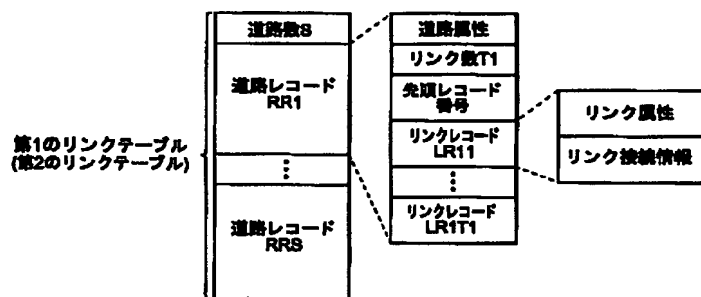 道路数S
道路レコード
RR1
⋮
道路レコード
RRS
第1のリンクテーブル
(第2のリンクテーブル)
道路属性
リンク数T1
先頭レコード
番号
リンクレコード
LR11
⋮
リンクレコード
LR1T1
リンク属性
リンク接続情報